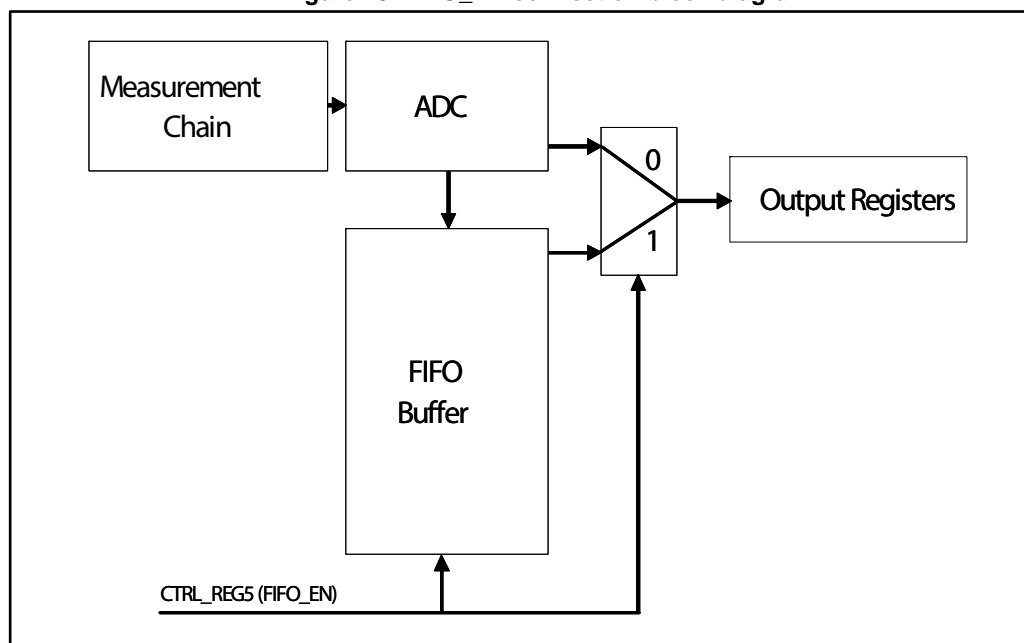 Measurement
Chain
ADC
0
1
Output Registers
FIFO
Buffer
CTRL_REG5 (FIFO_EN)